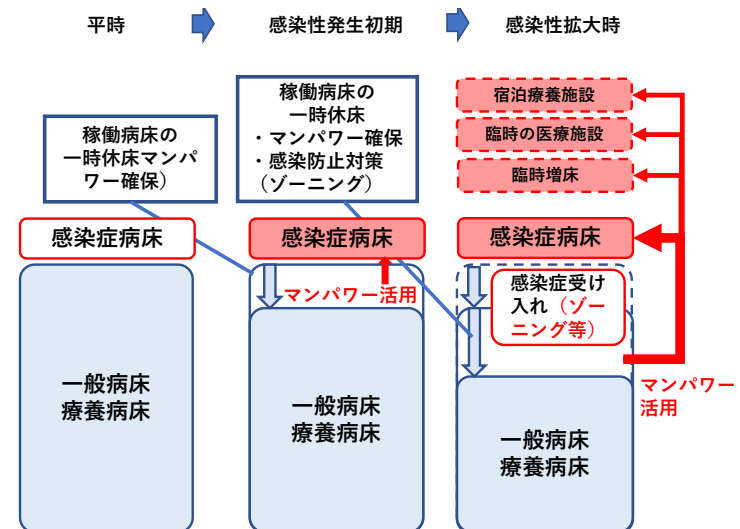 平時
感染性発生初期
感染性拡大時
稼働病床の
一時休床マンパ
ワー確保）
感染症病床
一般病床
療養病床
稼働病床の
一時休床
・マンパワー確保
・感染防止対策
（ゾーニング）
感染症病床
マンパワー活用
一般病床
療養病床
宿泊療養施設
臨時の医療施設
臨時増床
感染症病床
感染症受け
入れ（ゾー
ニング等）
マンパワー
活用
一般病床
療養病床